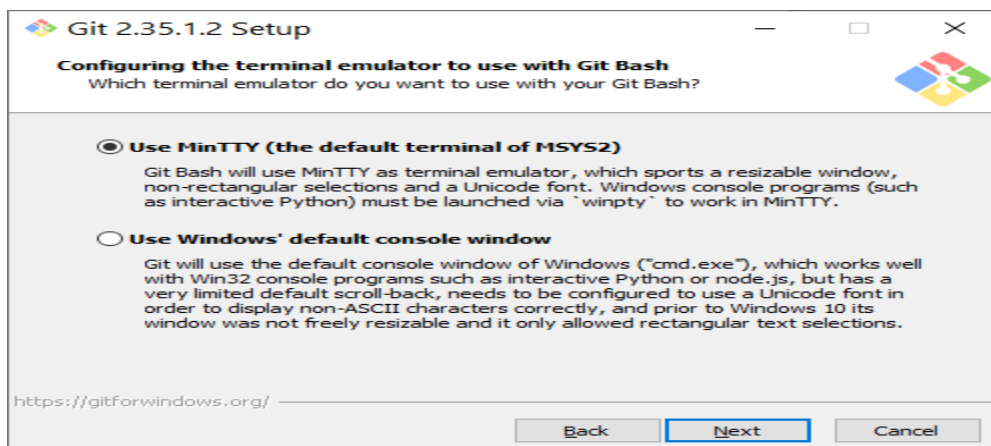 Git 2.35.1.2 Setup
Configuring the terminal emulator to use with Git Bash
Which terminal emulator do you want to use with your Git Bash?
Use MinTTY (the default terminal of MSYS2)
Git Bash will use MinTTY as terminal emulator, which sports a resizable window,
non-rectangular selections and a Unicode font. Windows console programs (such
as interactive Python) must be launched via `winpty` to work in MinTTY.
Use Windows' default console window
Git will use the default console window of Windows ("cmd.exe"), which works well
with Win32 console programs such as interactive Python or node.js, but has a
very limited default scroll-back, needs to be configured to use a Unicode font in
order to display non-ASCII characters correctly, and prior to Windows 10 its
window was not freely resizable and it only allowed rectangular text selections.
https://gitforwindows.org/
Back Next Cancel